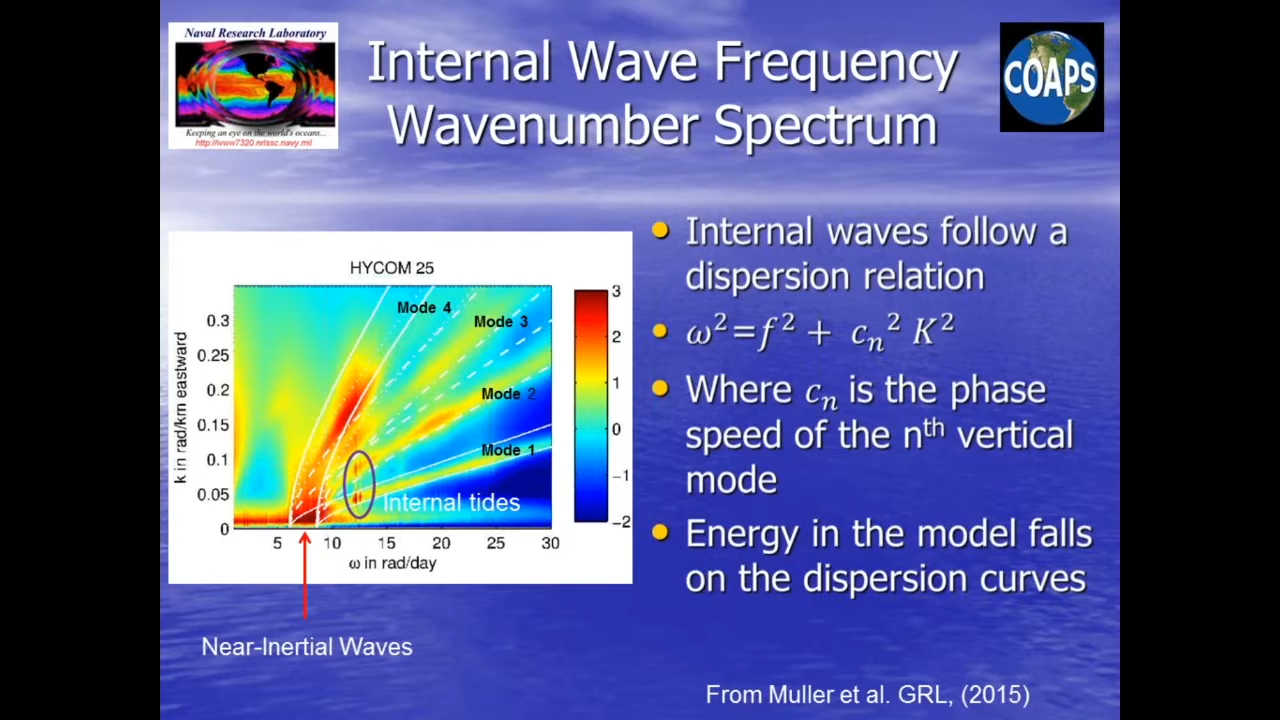 Naval Research Laboratory
Keeping an eye on the world's oceans...
http://www7320.nrlssc.navy.mil
Internal Wave Frequency
Wavenumber Spectrum
COAPS
HYCOM 25
k in rad/km eastward
0.3
0.25
0.2
0.15
0.1
0.05
0
5
10
15
20
25
30
ω in rad/day
Mode 4
Mode 3
Mode 2
Mode 1
Internal tides
3
2
1
0
−1
−2
Near-Inertial Waves
• Internal waves follow a
dispersion relation
• ω²=f² + cₙ² K²
• Where cₙ is the phase
speed of the nᵗʰ vertical
mode
• Energy in the model falls
on the dispersion curves
From Muller et al. GRL, (2015)